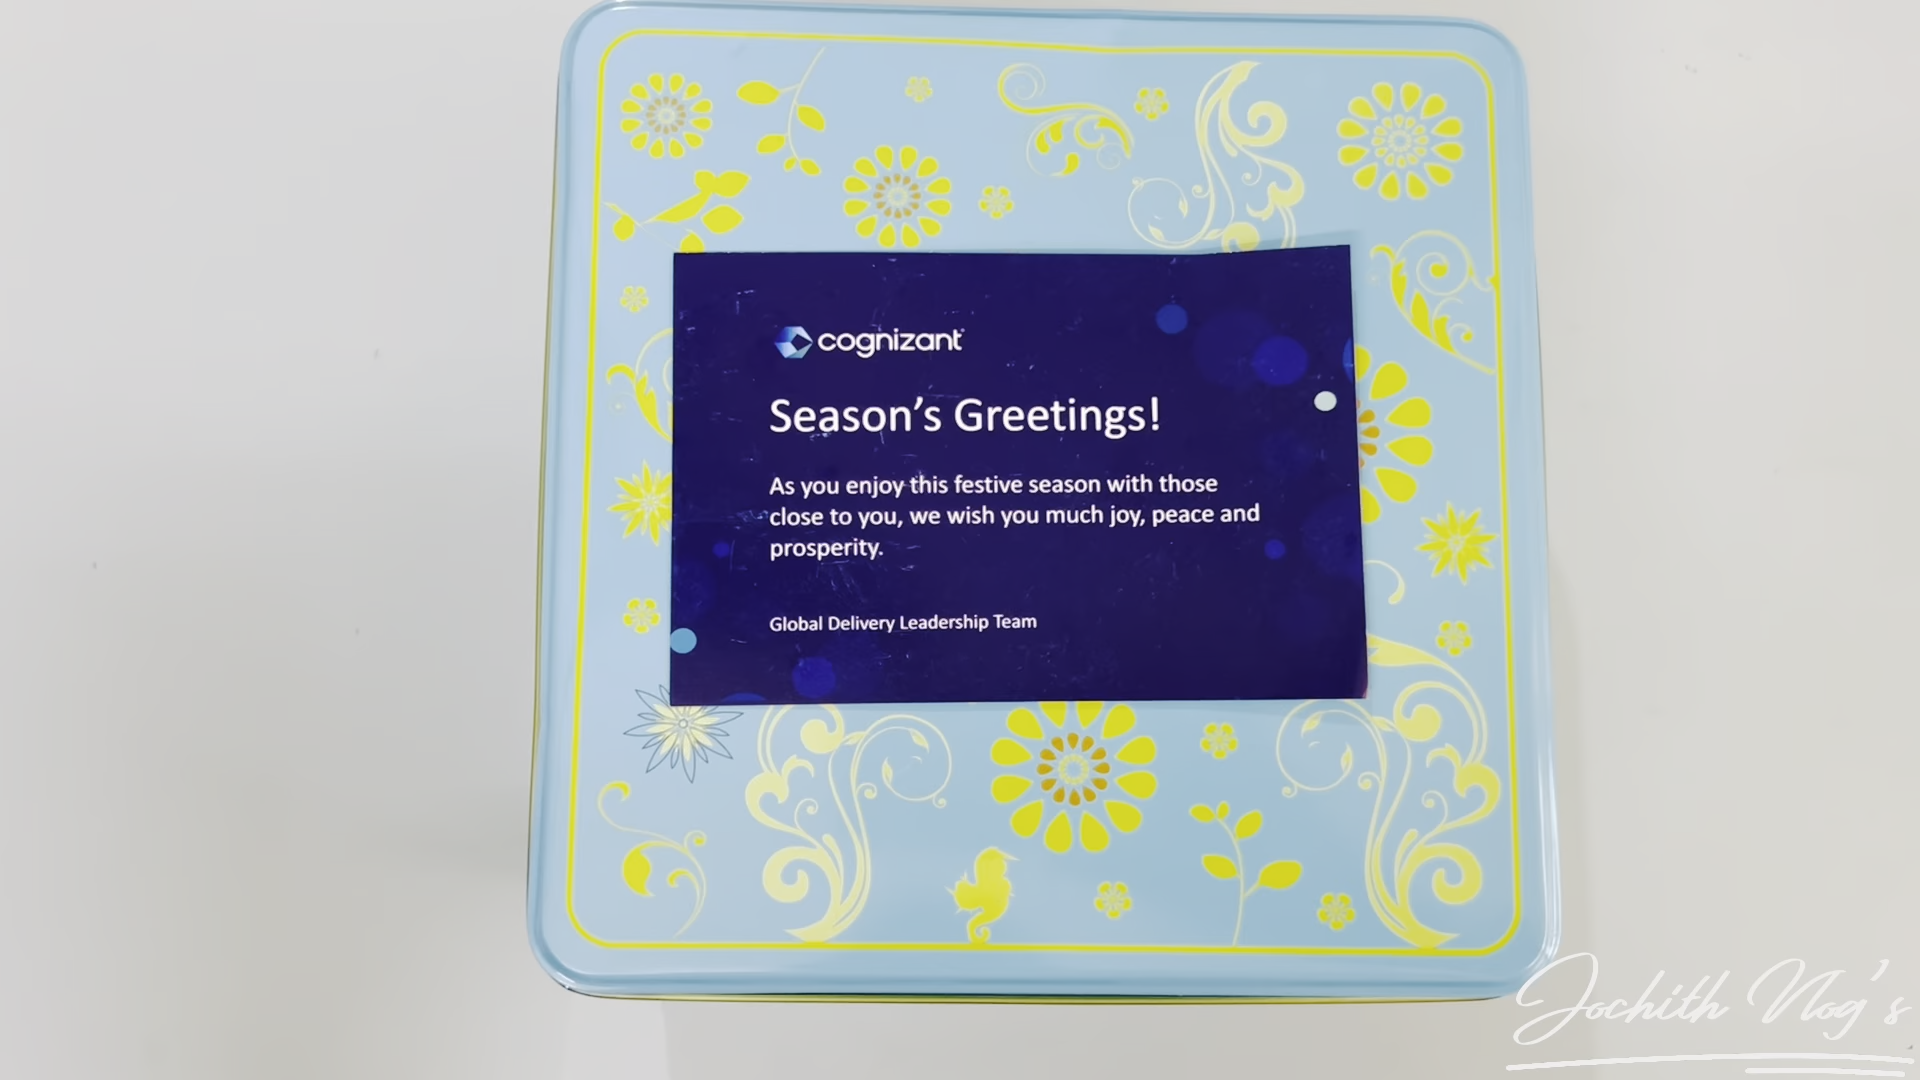 cognizant
Season's Greetings!
As you enjoy this festive season with those
close to you, we wish you much joy, peace and
prosperity.
Global Delivery Leadership Team
Jochith Nog's